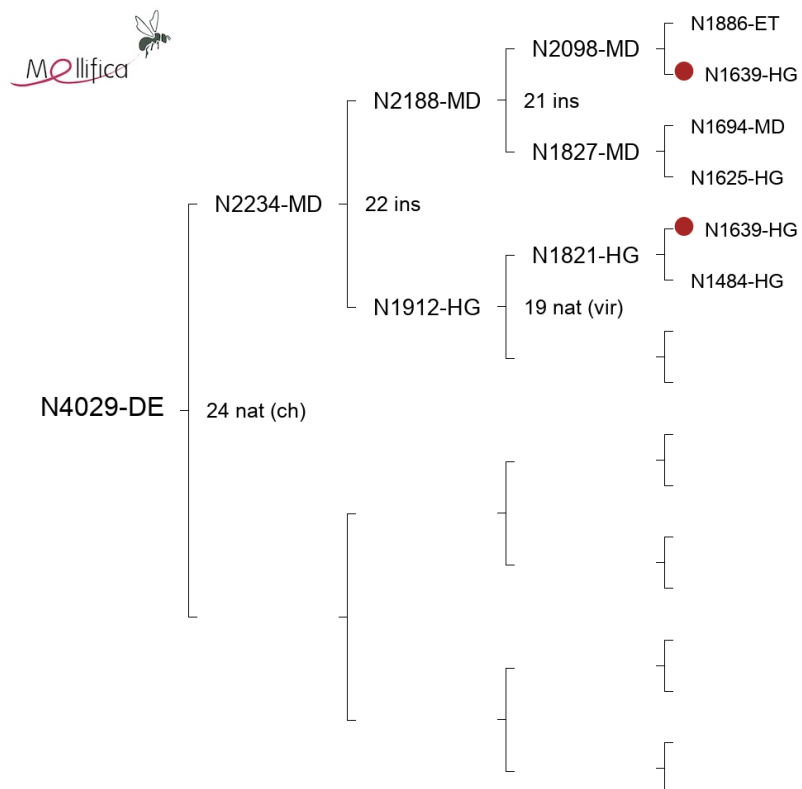 Mellifica
N1886-ET
N2098-MD
N1639-HG
N2188-MD
21 ins
N1694-MD
N1827-MD
N1625-HG
N2234-MD
22 ins
N1639-HG
N1821-HG
N1484-HG
N1912-HG
19 nat (vir)
N4029-DE
24 nat (ch)